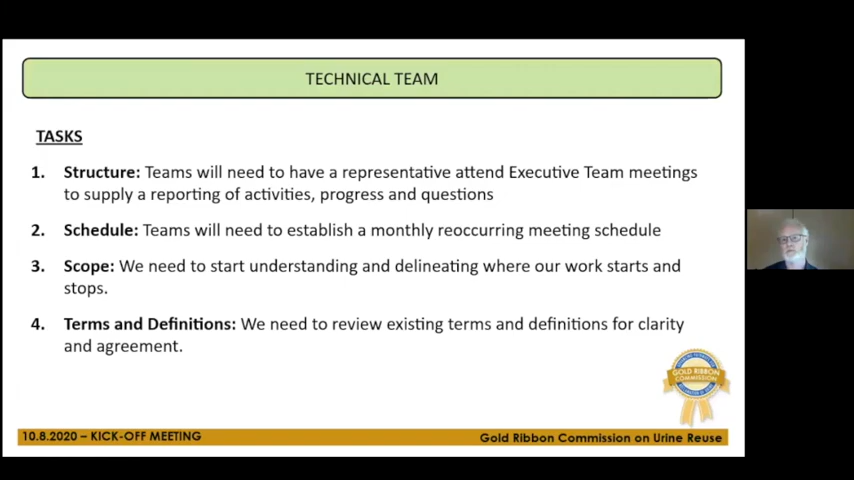 TECHNICAL TEAM
TASKS
1. Structure: Teams will need to have a representative attend Executive Team meetings
to supply a reporting of activities, progress and questions
2. Schedule: Teams will need to establish a monthly reoccurring meeting schedule
3. Scope: We need to start understanding and delineating where our work starts and
stops.
4. Terms and Definitions: We need to review existing terms and definitions for clarity
and agreement.
GOLD RIBBON
COMMISSION
10.8.2020 – KICK-OFF MEETING
Gold Ribbon Commission on Urine Reuse